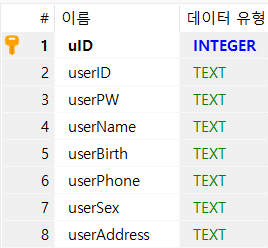 # 이름 데이터 유형
1 uID INTEGER
2 userID TEXT
3 userPW TEXT
4 userName TEXT
5 userBirth TEXT
6 userPhone TEXT
7 userSex TEXT
8 userAddress TEXT